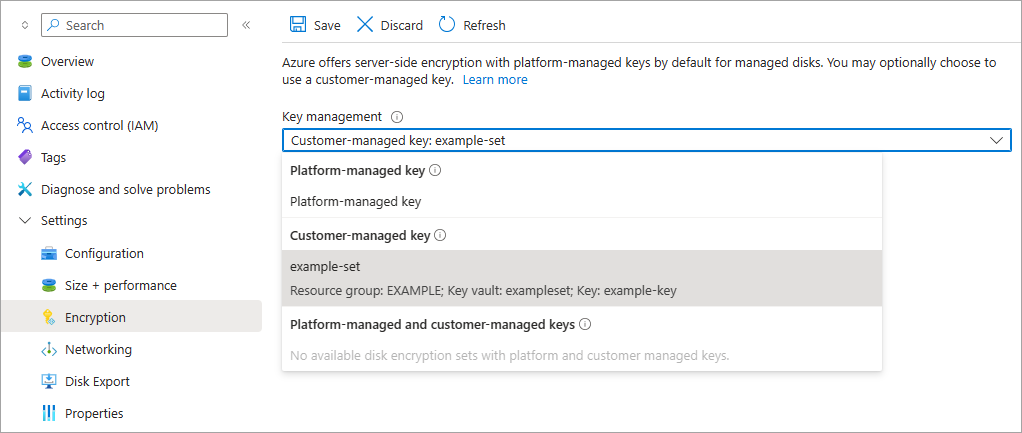 Search
Overview
Activity log
Access control (IAM)
Tags
Diagnose and solve problems
Settings
Configuration
Size + performance
Encryption
Networking
Disk Export
Properties
Save
Discard
Refresh
Azure offers server-side encryption with platform-managed keys by default for managed disks. You may optionally choose to
use a customer-managed key. Learn more
Key management
Customer-managed key: example-set
Platform-managed key
Platform-managed key
Customer-managed key
example-set
Resource group: EXAMPLE; Key vault: exampleset; Key: example-key
Platform-managed and customer-managed keys
No available disk encryption sets with platform and customer managed keys.